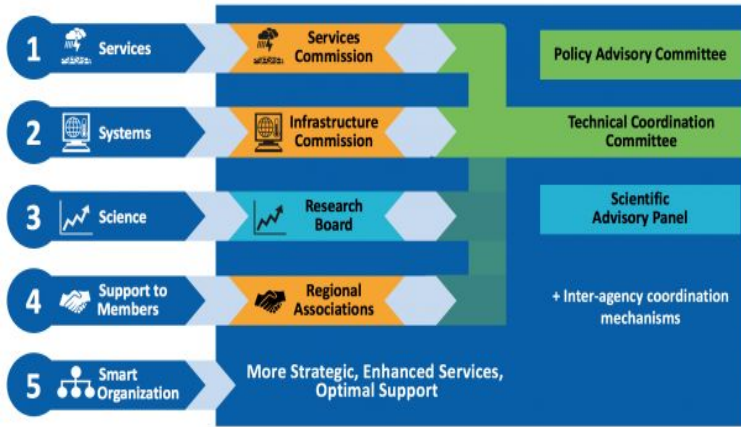 1
Services
Services
Commission
Policy Advisory Committee
2
Systems
Infrastructure
Commission
Technical Coordination
Committee
3
Science
Research
Board
Scientific
Advisory Panel
4
Support to
Members
Regional
Associations
+ Inter-agency coordination
mechanisms
5
Smart
Organization
More Strategic, Enhanced Services,
Optimal Support